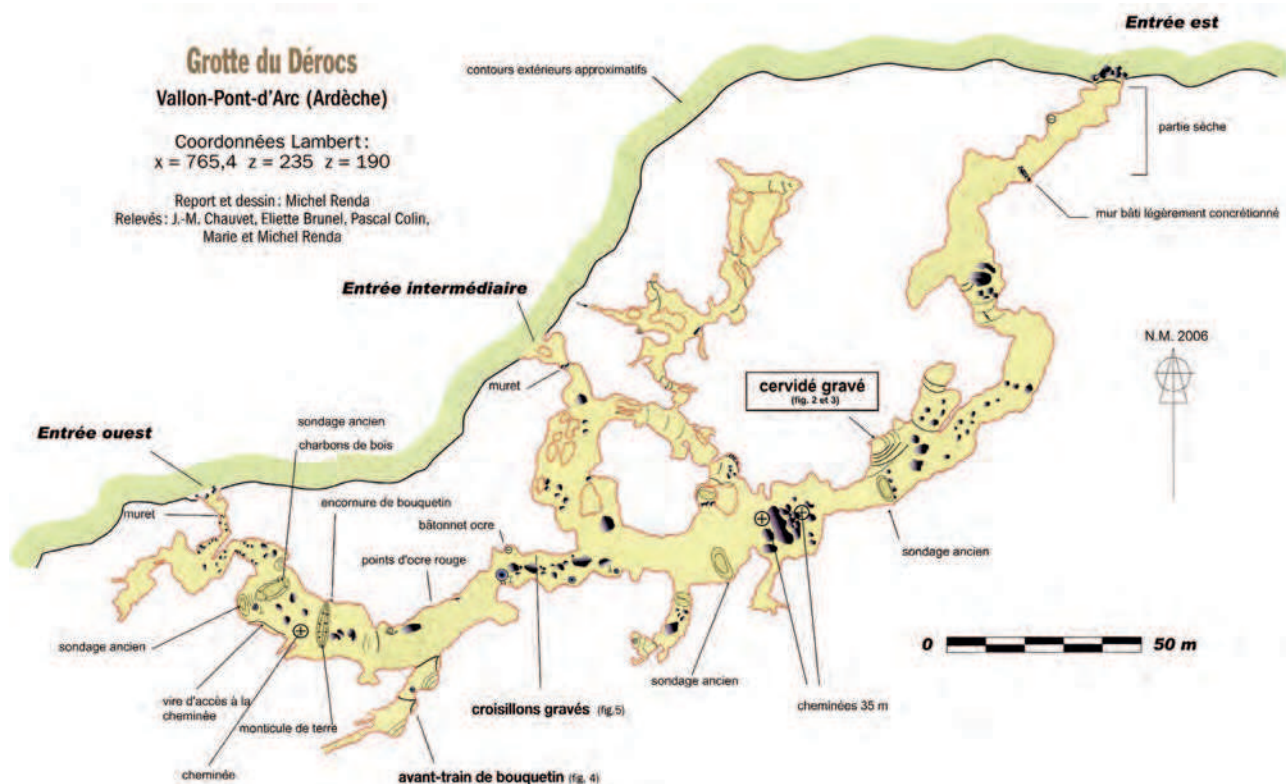 Grotte du Dérocs
Vallon-Pont-d'Arc (Ardèche)
Coordonnées Lambert:
x = 765,4 z = 235 z = 190
Report et dessin: Michel Renda
Relevés: J.-M. Chauvet, Eliette Brunel, Pascal Colin,
Marie et Michel Renda
contours extérieurs approximatifs
Entrée est
partie sèche
mur bâti légèrement concrétionné
Entrée intermédiaire
muret
N.M. 2006
cervidé gravé
(fig. 2 et 3)
Entrée ouest
sondage ancien
charbons de bois
muret
encornure de bouquetin
bâtonnet ocre
points d'ocre rouge
sondage ancien
sondage ancien
vire d'accès à la
cheminée
monticule de terre
cheminée
avant-train de bouquetin (fig. 4)
croisillons gravés (fig.5)
sondage ancien
cheminées 35 m
0 50 m